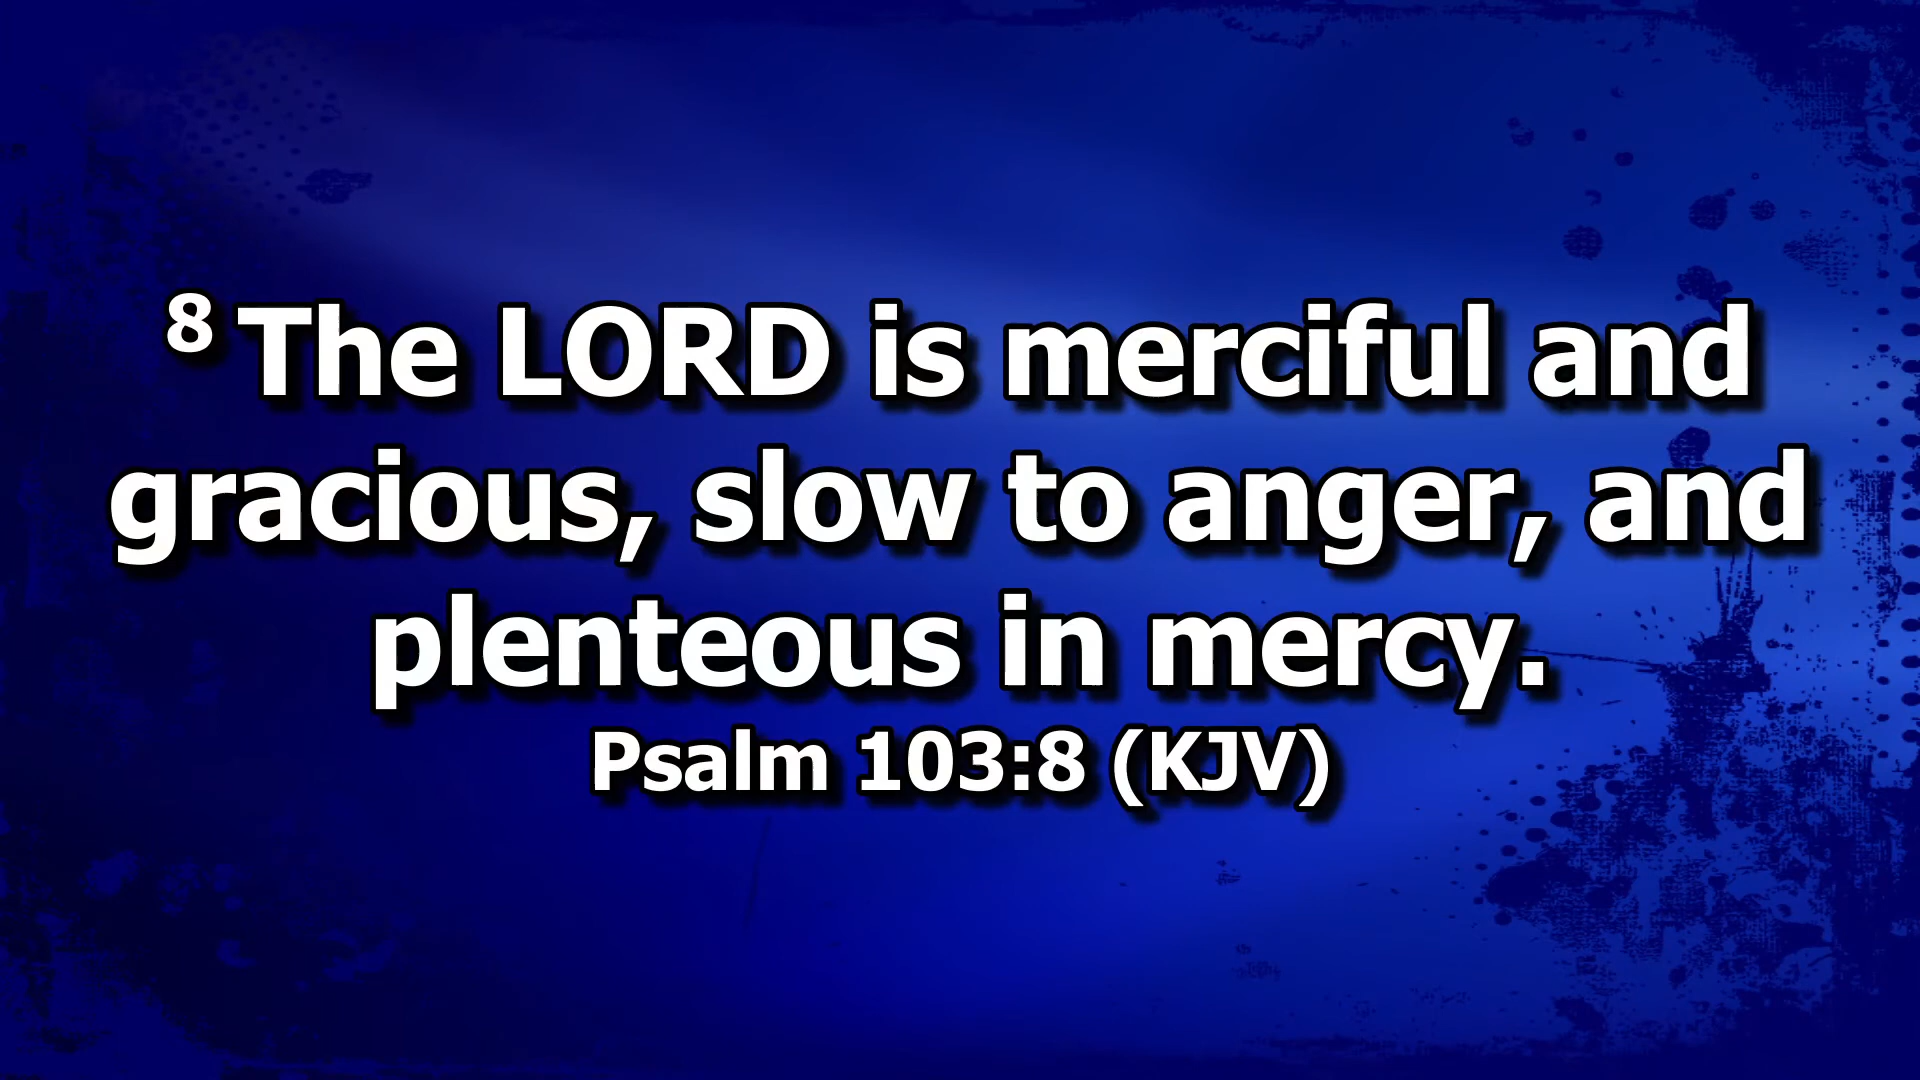 8 The LORD is merciful and
gracious, slow to anger, and
plenteous in mercy.
Psalm 103:8 (KJV)